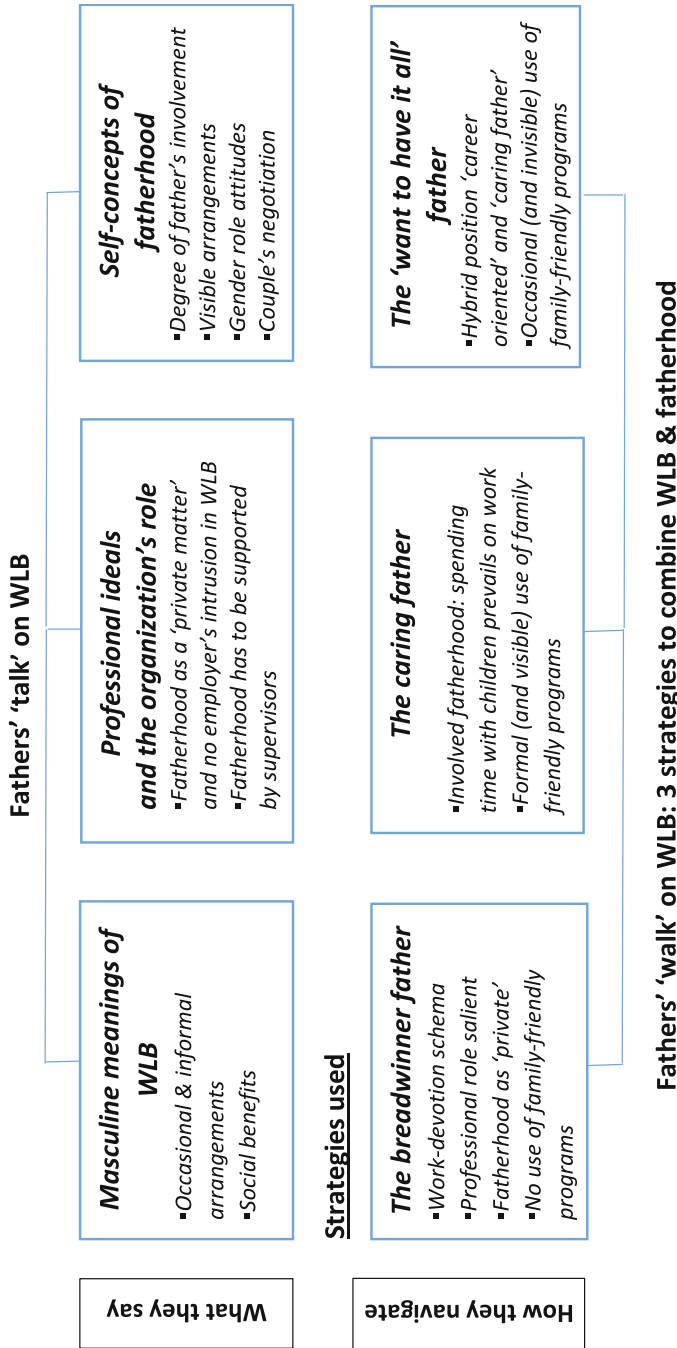 Fathers' 'talk' on WLB
What they say
Masculine meanings of
WLB
▪Occasional & informal
arrangements
▪Social benefits
Professional ideals
and the organization's role
▪Fatherhood as a 'private matter'
and no employer's intrusion in WLB
▪Fatherhood has to be supported
by supervisors
Self-concepts of
fatherhood
▪Degree of father's involvement
▪Visible arrangements
▪Gender role attitudes
▪Couple's negotiation
Strategies used
How they navigate
The breadwinner father
▪Work-devotion schema
▪Professional role salient
▪Fatherhood as 'private'
▪No use of family-friendly
programs
The caring father
▪Involved fatherhood: spending
time with children prevails on work
▪Formal (and visible) use of family-
friendly programs
The 'want to have it all'
father
▪Hybrid position 'career
oriented' and 'caring father'
▪Occasional (and invisible) use of
family-friendly programs
Fathers' 'walk' on WLB: 3 strategies to combine WLB & fatherhood